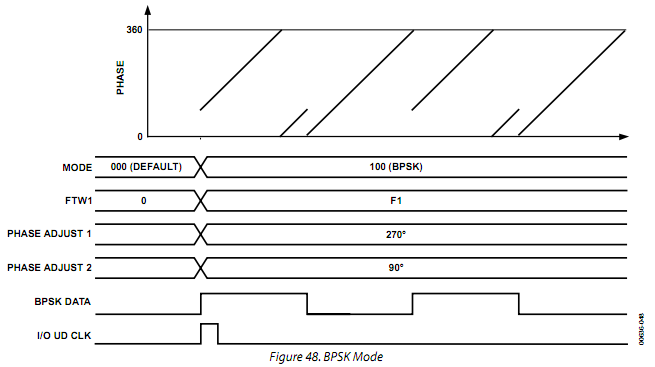 360
PHASE
0
MODE 000 (DEFAULT) 100 (BPSK)
FTW1 0 F1
PHASE ADJUST 1 270°
PHASE ADJUST 2 90°
BPSK DATA
I/O UD CLK
00636-048
Figure 48. BPSK Mode